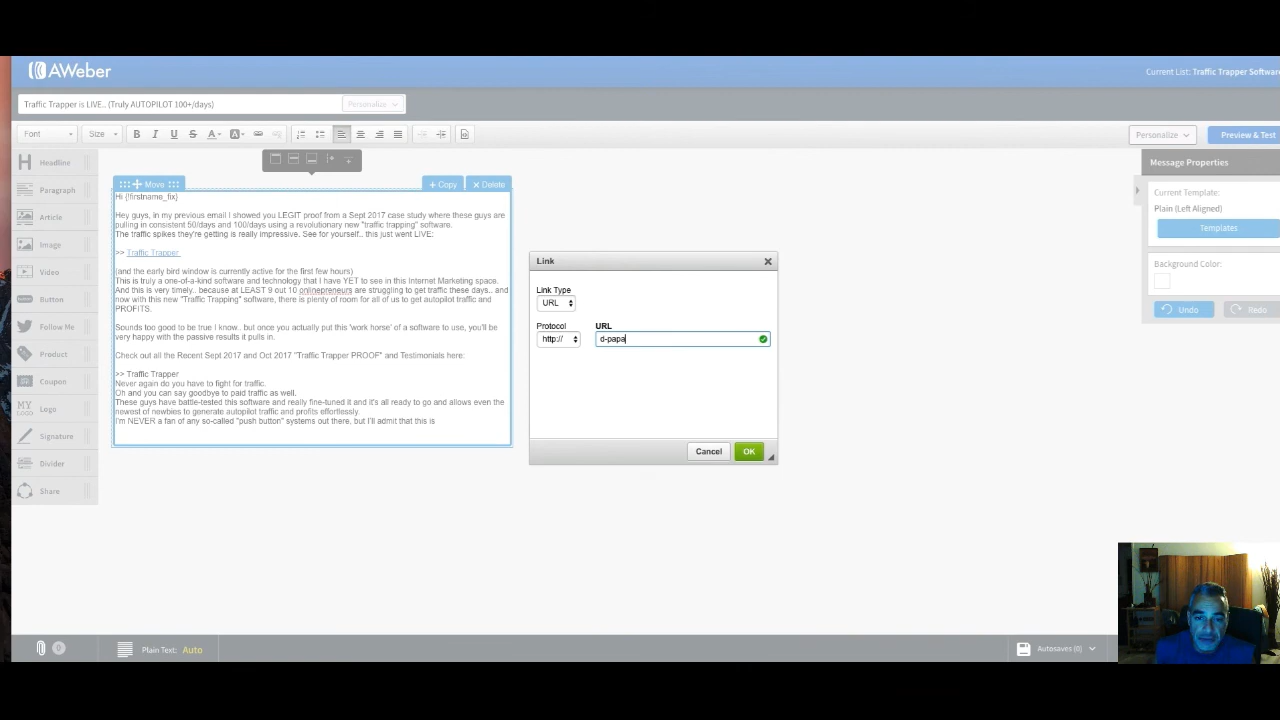 AWeber
Current List: Traffic Trapper Software
Traffic Trapper is LIVE.. (Truly AUTOPILOT 100+/days)
Personalize
Font
Size
B I U S A A
Personalize
Preview & Test
Headline
Paragraph
Article
Image
Video
Button
Follow Me
Product
Coupon
MY LOGO
Logo
Signature
Divider
Share
Move
+ Copy
× Delete
Hi {!firstname_fix}
Hey guys, in my previous email I showed you LEGIT proof from a Sept 2017 case study where these guys are
pulling in consistent 50/days and 100/days using a revolutionary new "traffic trapping" software.
The traffic spikes they're getting is really impressive, See for yourself.. this just went LIVE:
>> Traffic Trapper
(and the early bird window is currently active for the first few hours)
This is truly a one-of-a-kind software and technology that I have YET to see in this Internet Marketing space.
And this is very timely.. because at LEAST 9 out 10 onlinepreneurs are struggling to get traffic these days.. and
now with this new "Traffic Trapping" software, there is plenty of room for all of us to get autopilot traffic and
PROFITS.
Sounds too good to be true I know.. but once you actually put this 'work horse' of a software to use, you'll be
very happy with the passive results it pulls in.
Check out all the Recent Sept 2017 and Oct 2017 "Traffic Trapper PROOF" and Testimonials here:
>> Traffic Trapper
Never again do you have to fight for traffic.
Oh and you can say goodbye to paid traffic as well.
These guys have battle-tested this software and really fine-tuned it and it's all ready to go and allows even the
newest of newbies to generate autopilot traffic and profits effortlessly.
I'm NEVER a fan of any so-called "push button" systems out there, but I'll admit that this is
Link
Link Type
URL
Protocol
URL
http://
d-papa
Cancel
OK
Message Properties
Current Template:
Plain (Left Aligned)
Templates
Background Color:
Undo
Redo
0
Plain Text: Auto
Autosaves (0)